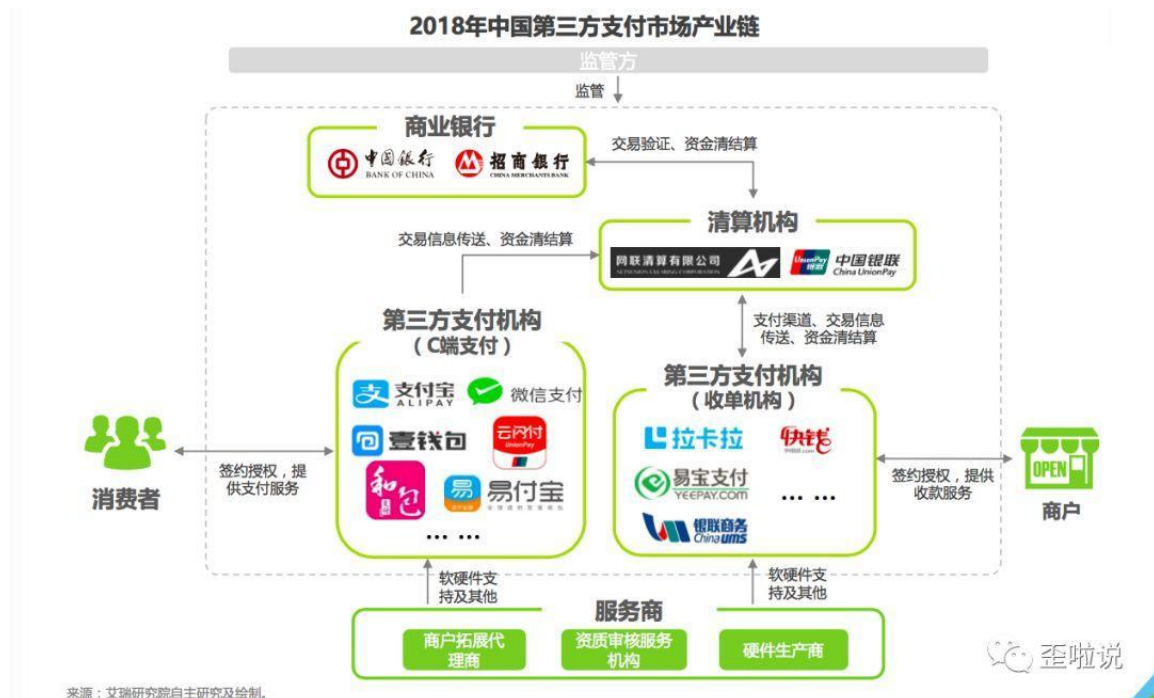 2018年中国第三方支付市场产业链
监管方
监管
商业银行
中国银行
BANK OF CHINA
招商银行
CHINA MERCHANTS BANK
交易验证、资金清结算
清算机构
网联清算有限公司
NETSUNION CLEARING CORPORATION
UnionPay
银联
中国银联
China UnionPay
交易信息传送、资金清结算
第三方支付机构
（C端支付）
支
支付宝
ALIPAY
微信支付
壹钱包
云闪付
UnionPay
和包
易
易付宝
... ...
支付渠道、交易信息
传送、资金清结算
第三方支付机构
（收单机构）
拉卡拉
快钱
99bill.com
易宝支付
YEEPAY.COM
... ...
银联商务
China ums
消费者
签约授权，提
供支付服务
签约授权，提供
收款服务
OPEN
商户
软硬件支
持及其他
软硬件支
持及其他
服务商
商户拓展代
理商
资质审核服务
机构
硬件生产商
歪啦说
来源：艾瑞研究院自主研究及绘制。